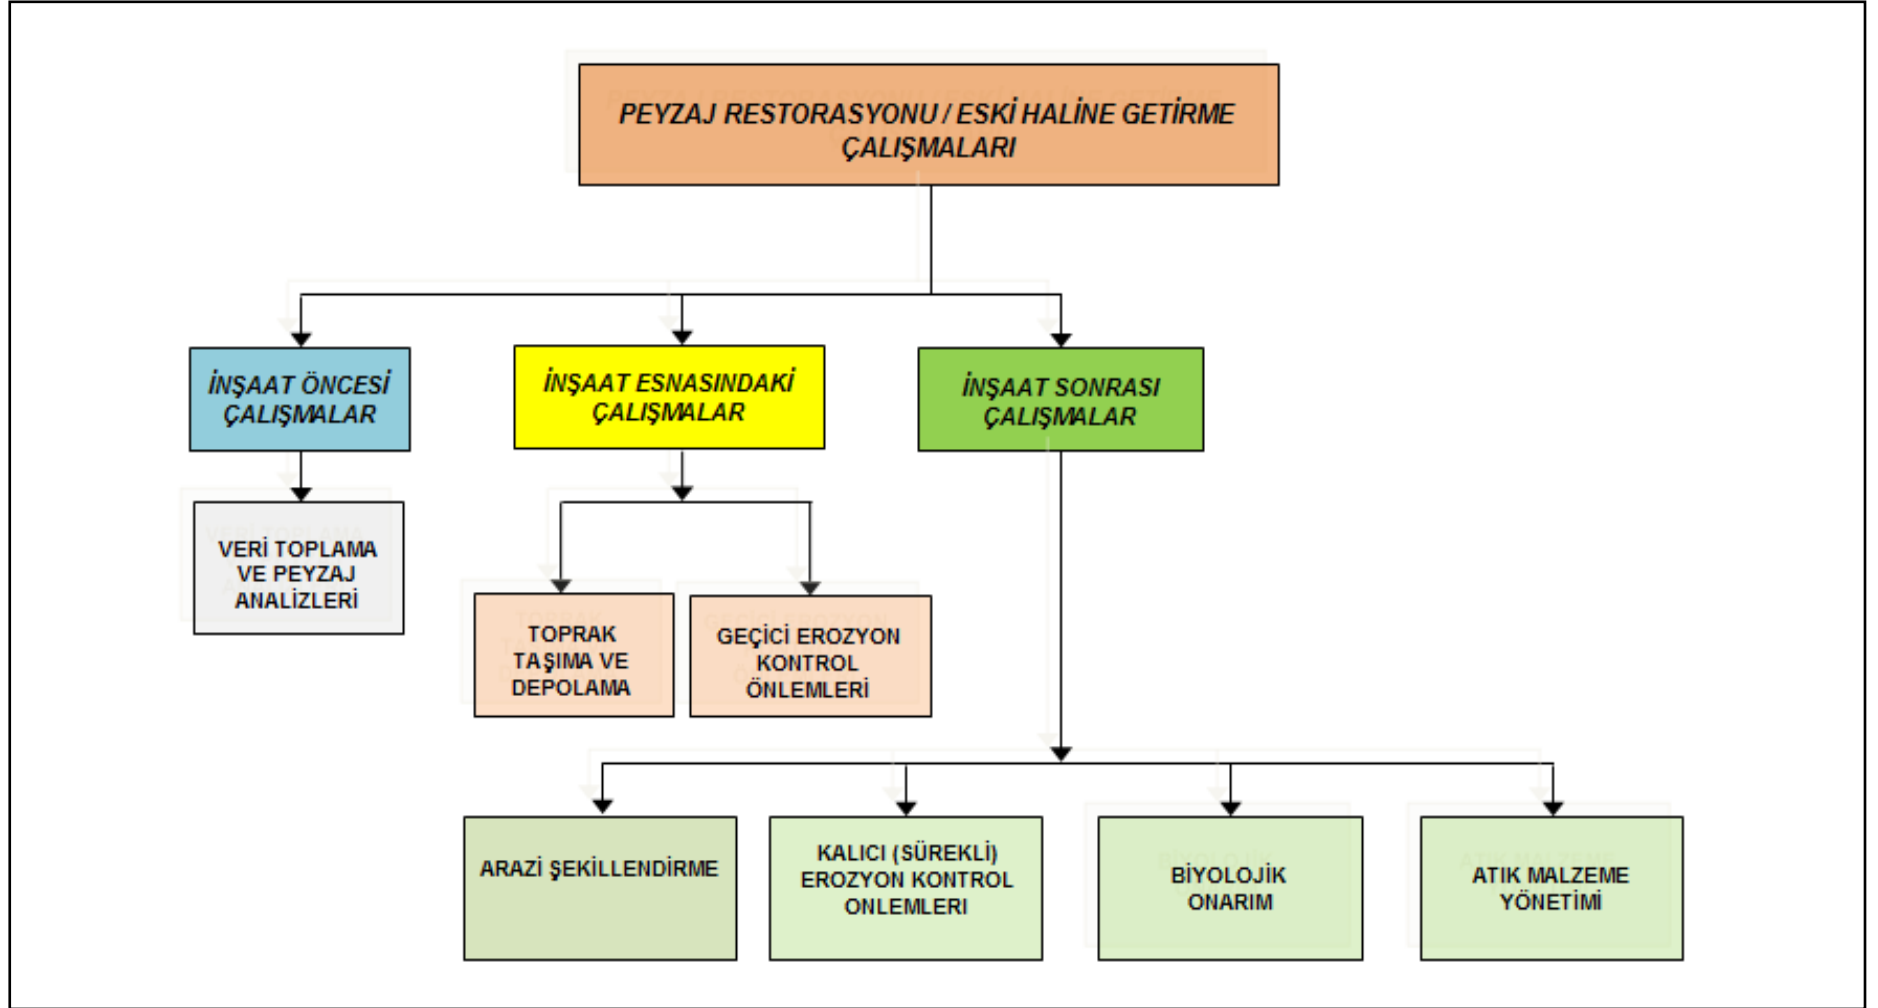 PEYZAJ RESTORASYONU / ESKİ HALİNE GETİRME
ÇALIŞMALARI
İNŞAAT ÖNCESİ
ÇALIŞMALAR
İNŞAAT ESNASINDAKİ
ÇALIŞMALAR
İNŞAAT SONRASI
ÇALIŞMALAR
VERİ TOPLAMA
VE PEYZAJ
ANALİZLERİ
TOPRAK
TAŞIMA VE
DEPOLAMA
GEÇİCİ EROZYON
KONTROL
ÖNLEMLERİ
ARAZİ ŞEKİLLENDİRME
KALICI (SÜREKLİ)
EROZYON KONTROL
ONLEMLERI
BİYOLOJİK
ONARIM
ATIK MALZEME
YÖNETİMİ